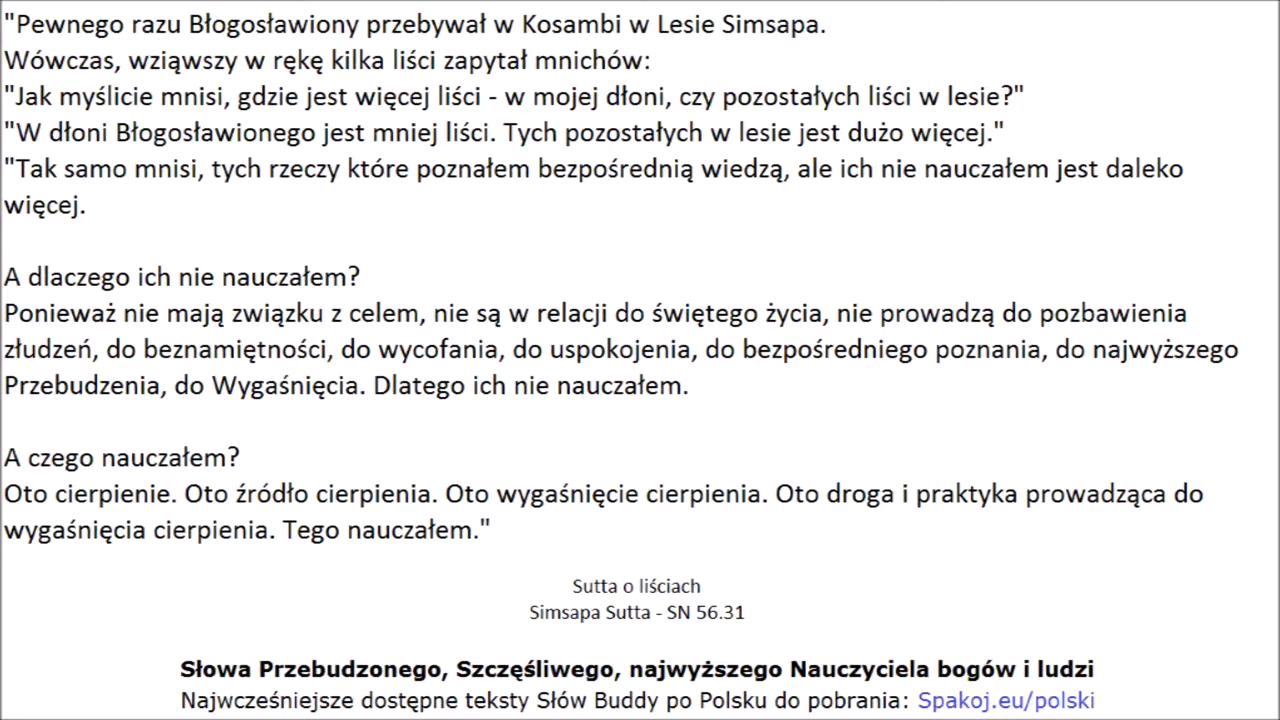 "Pewnego razu Błogosławiony przebywał w Kosambi w Lesie Simsapa.
Wówczas, wziąwszy w rękę kilka liści zapytał mnichów:
"Jak myślicie mnisi, gdzie jest więcej liści - w mojej dłoni, czy pozostałych liści w lesie?"
"W dłoni Błogosławionego jest mniej liści. Tych pozostałych w lesie jest dużo więcej."
"Tak samo mnisi, tych rzeczy które poznałem bezpośrednią wiedzą, ale ich nie nauczałem jest daleko
więcej.
A dlaczego ich nie nauczałem?
Ponieważ nie mają związku z celem, nie są w relacji do świętego życia, nie prowadzą do pozbawienia
złudzeń, do beznamiętności, do wycofania, do uspokojenia, do bezpośredniego poznania, do najwyższego
Przebudzenia, do Wygaśnięcia. Dlatego ich nie nauczałem.
A czego nauczałem?
Oto cierpienie. Oto źródło cierpienia. Oto wygaśnięcie cierpienia. Oto droga i praktyka prowadząca do
wygaśnięcia cierpienia. Tego nauczałem."
Sutta o liściach
Simsapa Sutta - SN 56.31
Słowa Przebudzonego, Szczęśliwego, najwyższego Nauczyciela bogów i ludzi
Najwcześniejsze dostępne teksty Słów Buddy po Polsku do pobrania: Spakoj.eu/polski